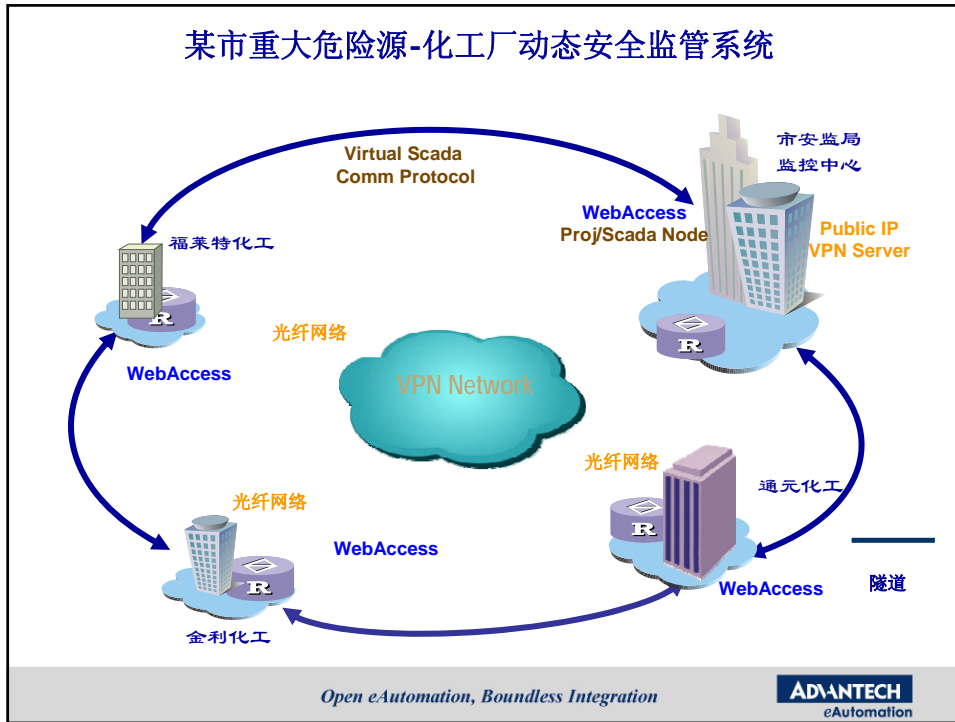 某市重大危险源-化工厂动态安全监管系统
市安监局
监控中心
Virtual Scada
Comm Protocol
WebAccess
Proj/Scada Node
Public IP
VPN Server
福莱特化工
R
R
光纤网络
WebAccess
VPN Network
光纤网络
通元化工
R
光纤网络
WebAccess
R
WebAccess
隧道
金利化工
Open eAutomation, Boundless Integration
ADVANTECH
eAutomation